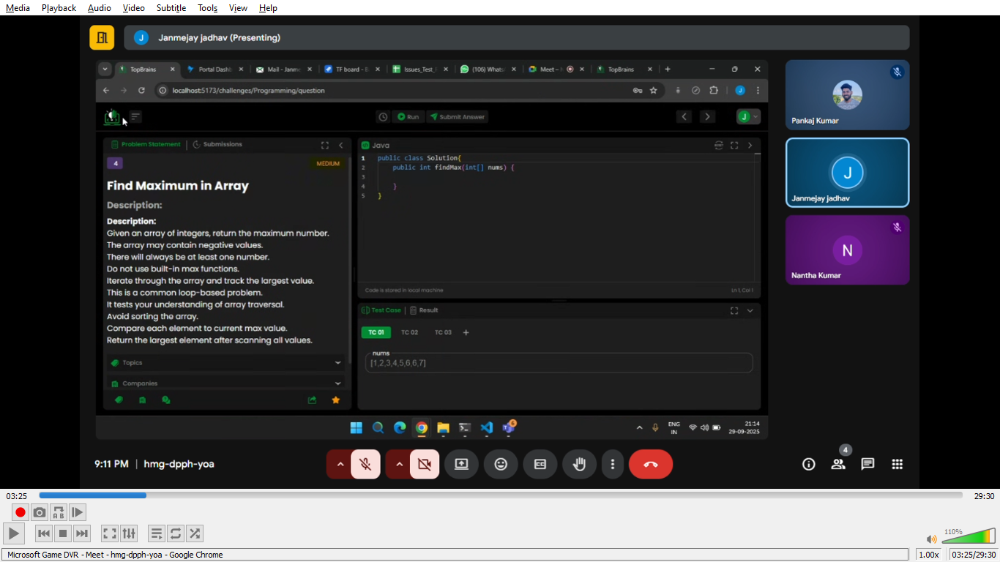 Media Playback Audio Video Subtitle Tools View Help
J Janmejay jadhav (Presenting)
TopBrains
Portal Dashb
Mail - Janme
TF board - B
Issues_Test_
(106) Whats
Meet –
TopBrains
localhost:5173/challenges/Programming/question
J
Run
Submit Answer
J
Problem Statement | Submissions
4
MEDIUM
Find Maximum in Array
Description:
Description:
Given an array of integers, return the maximum number.
The array may contain negative values.
There will always be at least one number.
Do not use built-in max functions.
Iterate through the array and track the largest value.
This is a common loop-based problem.
It tests your understanding of array traversal.
Avoid sorting the array.
Compare each element to current max value.
Return the largest element after scanning all values.
Topics
Companies
Java
1 public class Solution{
2 public int findMax(int[] nums) {
3
4 }
5 }
Code is stored in local machine
Ln 1, Col 1
Test Case | Result
TC 01 TC 02 TC 03 +
nums
[1,2,3,4,5,6,6,7]
6
ENG
IN
21:14
29-09-2025
Pankaj Kumar
J
Janmejay jadhav
N
Nantha Kumar
9:11 PM | hmg-dpph-yoa
4
03:25
29:30
A B
110%
Microsoft Game DVR - Meet - hmg-dpph-yoa - Google Chrome
1.00x
03:25/29:30